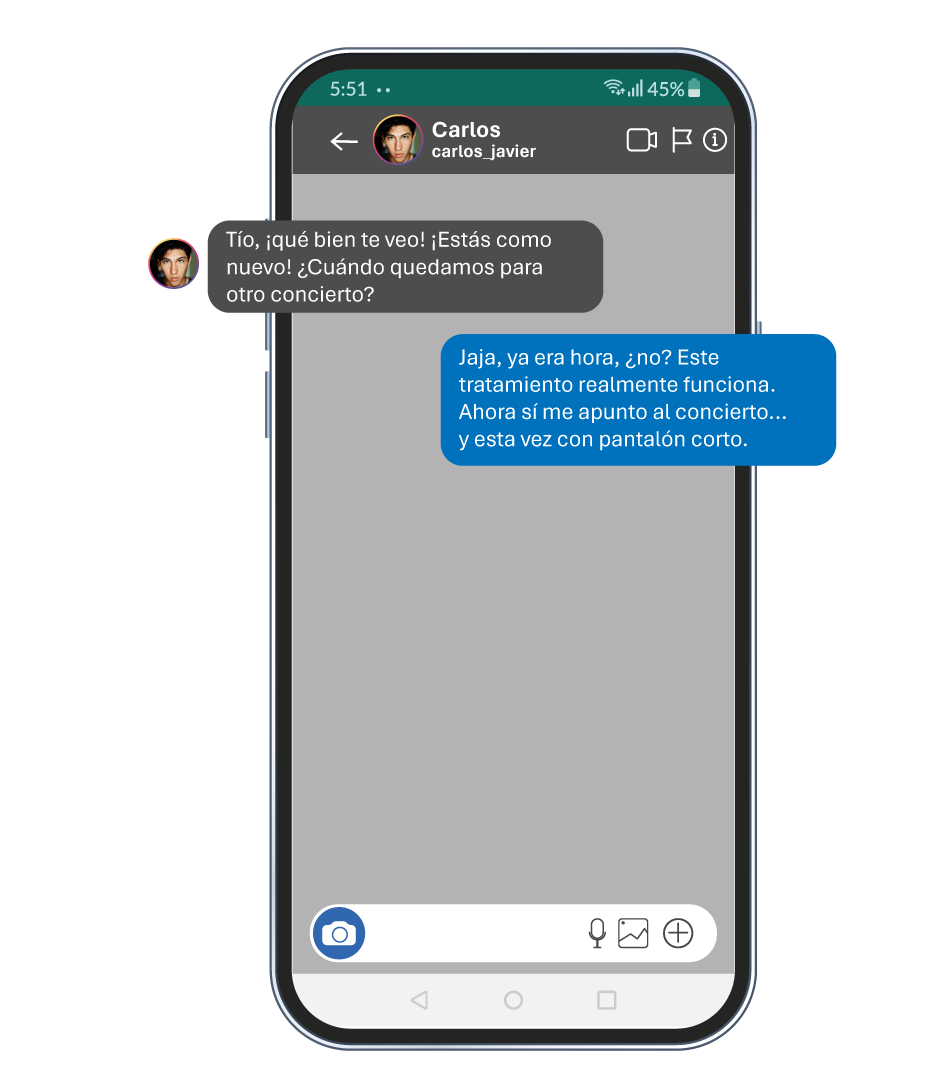 5:51
45%
Carlos
carlos_javier
Tío, ¡qué bien te veo! ¡Estás como
nuevo! ¿Cuándo quedamos para
otro concierto?
Jaja, ya era hora, ¿no? Este
tratamiento realmente funciona.
Ahora sí me apunto al concierto...
y esta vez con pantalón corto.